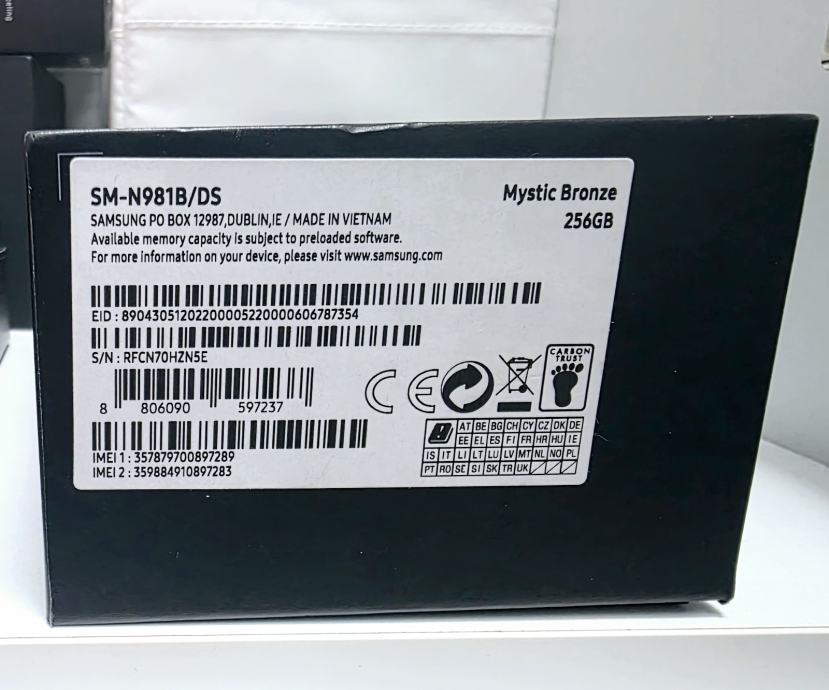 SM-N981B/DS
Mystic Bronze
256GB
SAMSUNG PO BOX 12987,DUBLIN,IE / MADE IN VIETNAM
Available memory capacity is subject to preloaded software.
For more information on your device, please visit www.samsung.com
EID : 89043051202200005220000606787354
S/N : RFCN70HZN5E
8 806090 597237
IMEI 1 : 357879700897289
IMEI 2 : 359884910897283
CE
CARBON
TRUST
AT BE BG CH CY CZ DK DE
EE EL ES FI FR HR HU IE
IS IT LI LT LU LV MT NL NO PL
PT RO SE SI SK TR UK